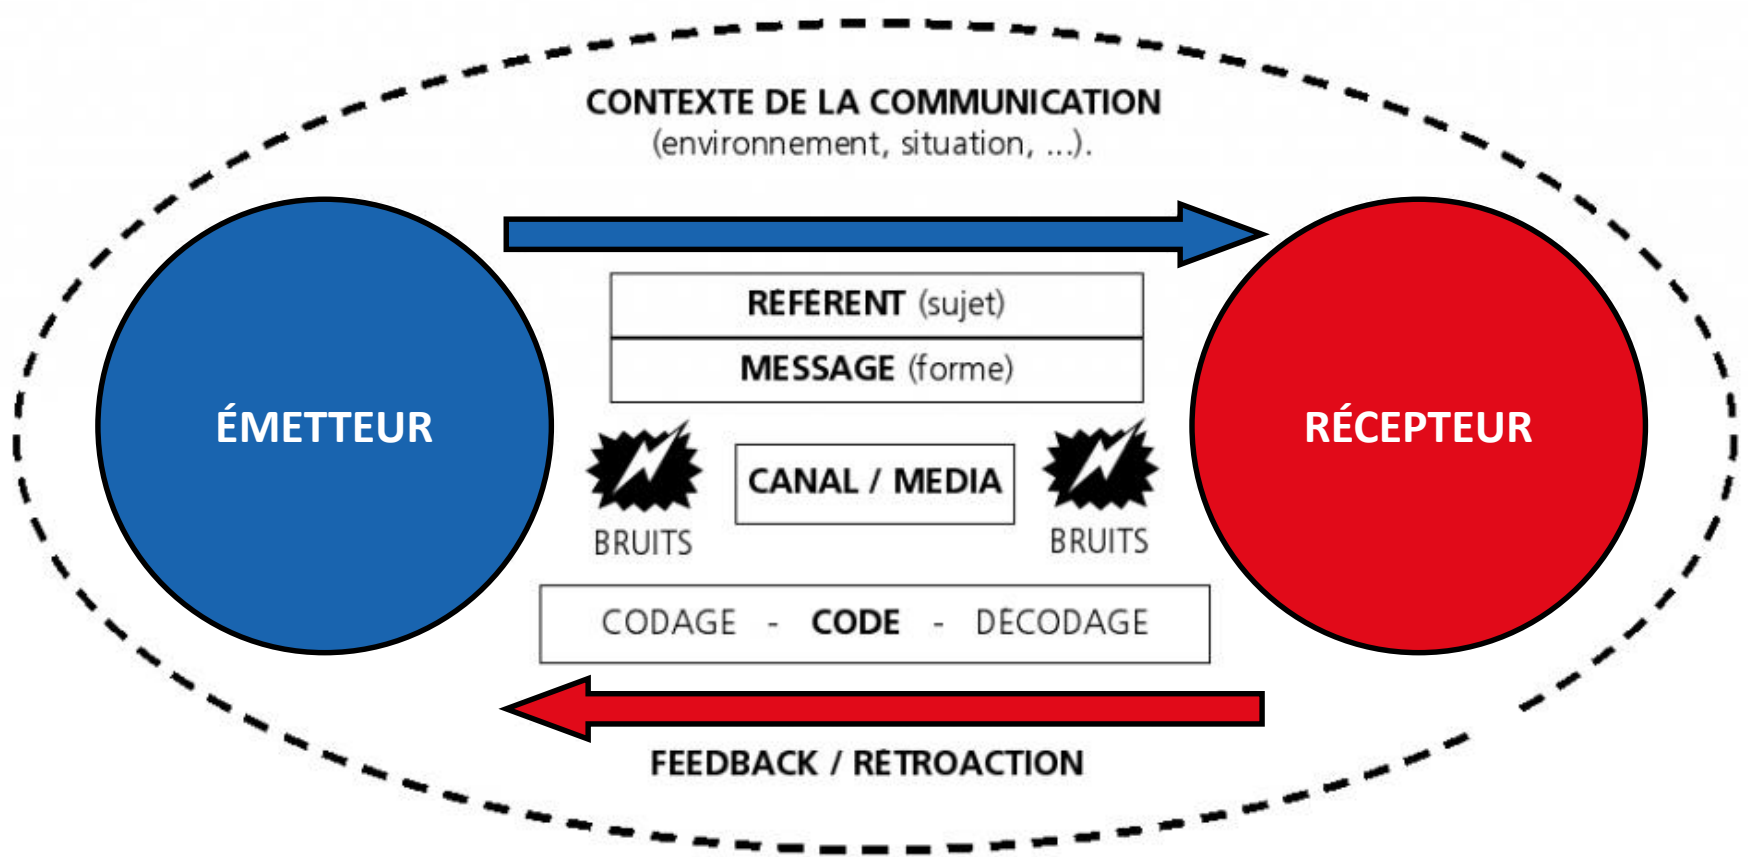 CONTEXTE DE LA COMMUNICATION
(environnement, situation, ...).
RÉFÉRENT (sujet)
MESSAGE (forme)
ÉMETTEUR
RÉCEPTEUR
CANAL / MEDIA
BRUITS
BRUITS
CODAGE - CODE - DÉCODAGE
FEEDBACK / RÉTROACTION